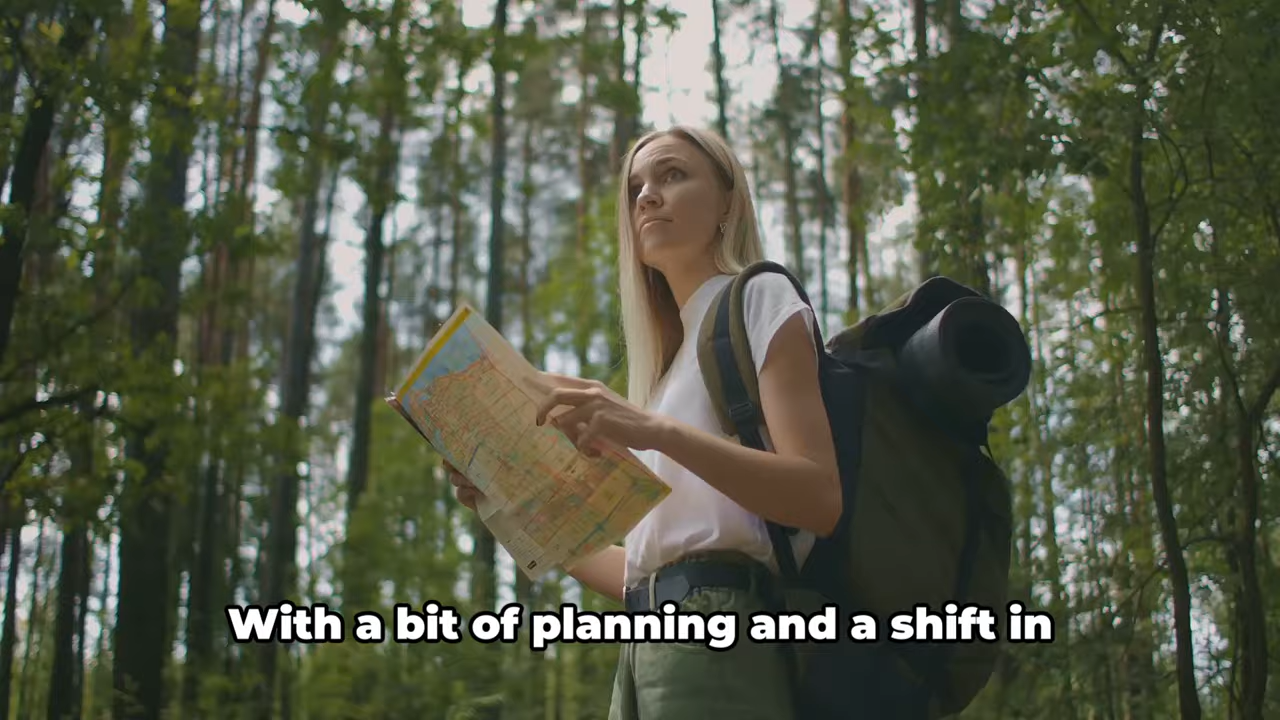 With a bit of planning and a shift in